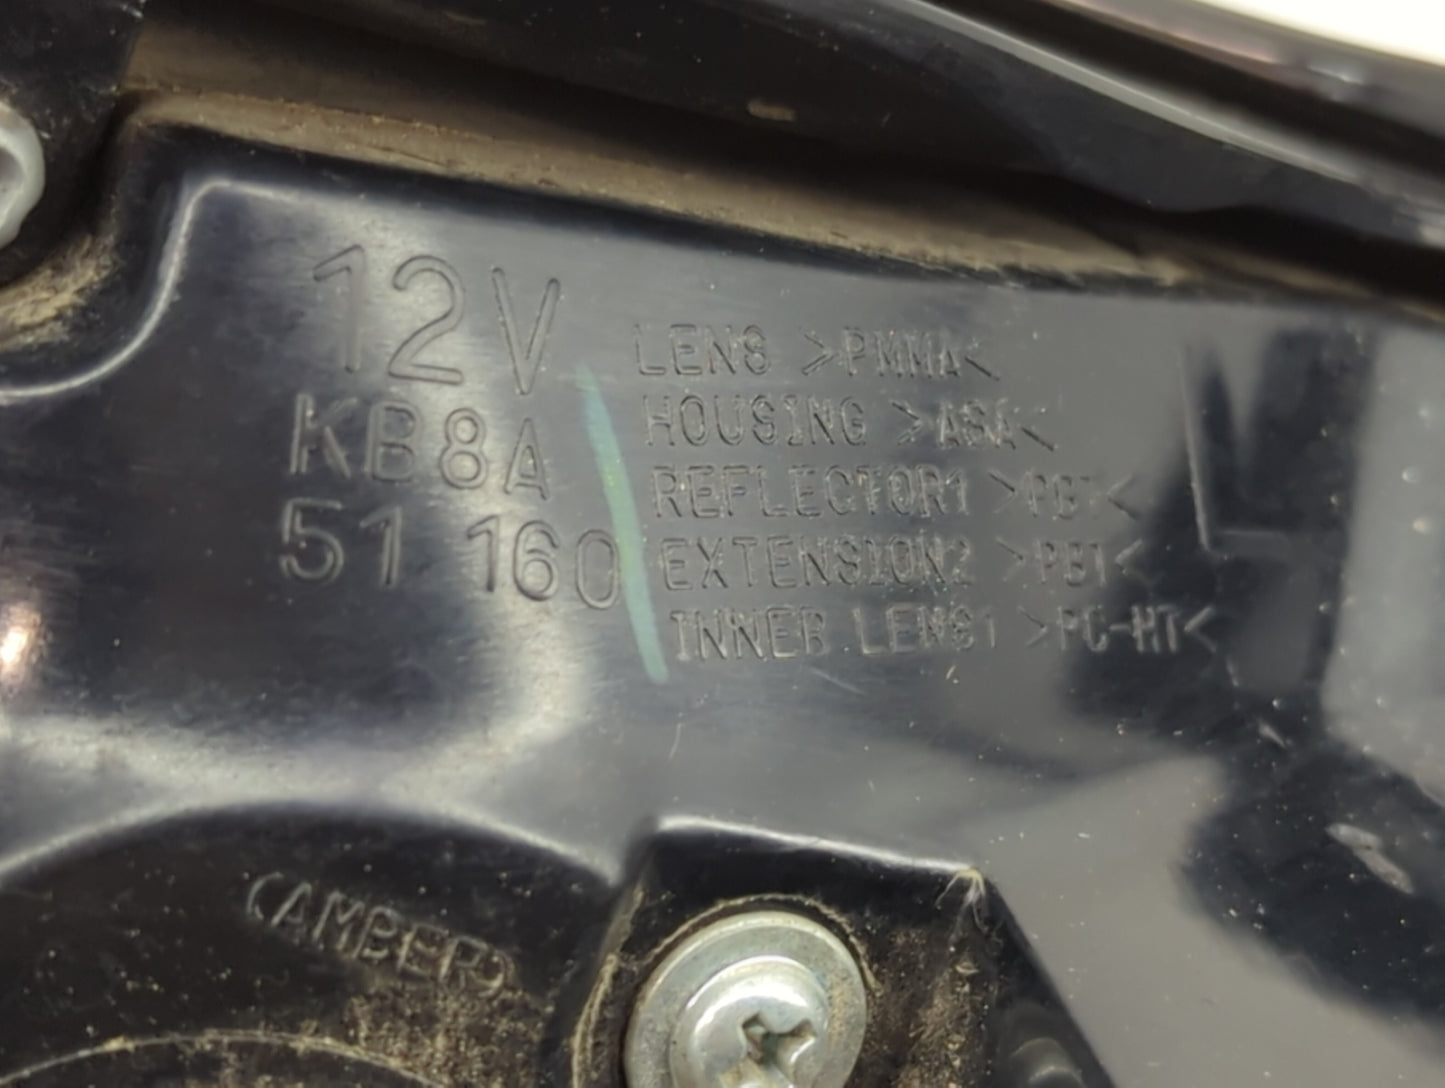 12V
KB8A
51 160
LENS >PMMA<
HOUSING >ASA<
REFLECTOR1 >PBT<
EXTENSION2 >PBT<
INNER LENS1 >PC-HT<
(AMBER)